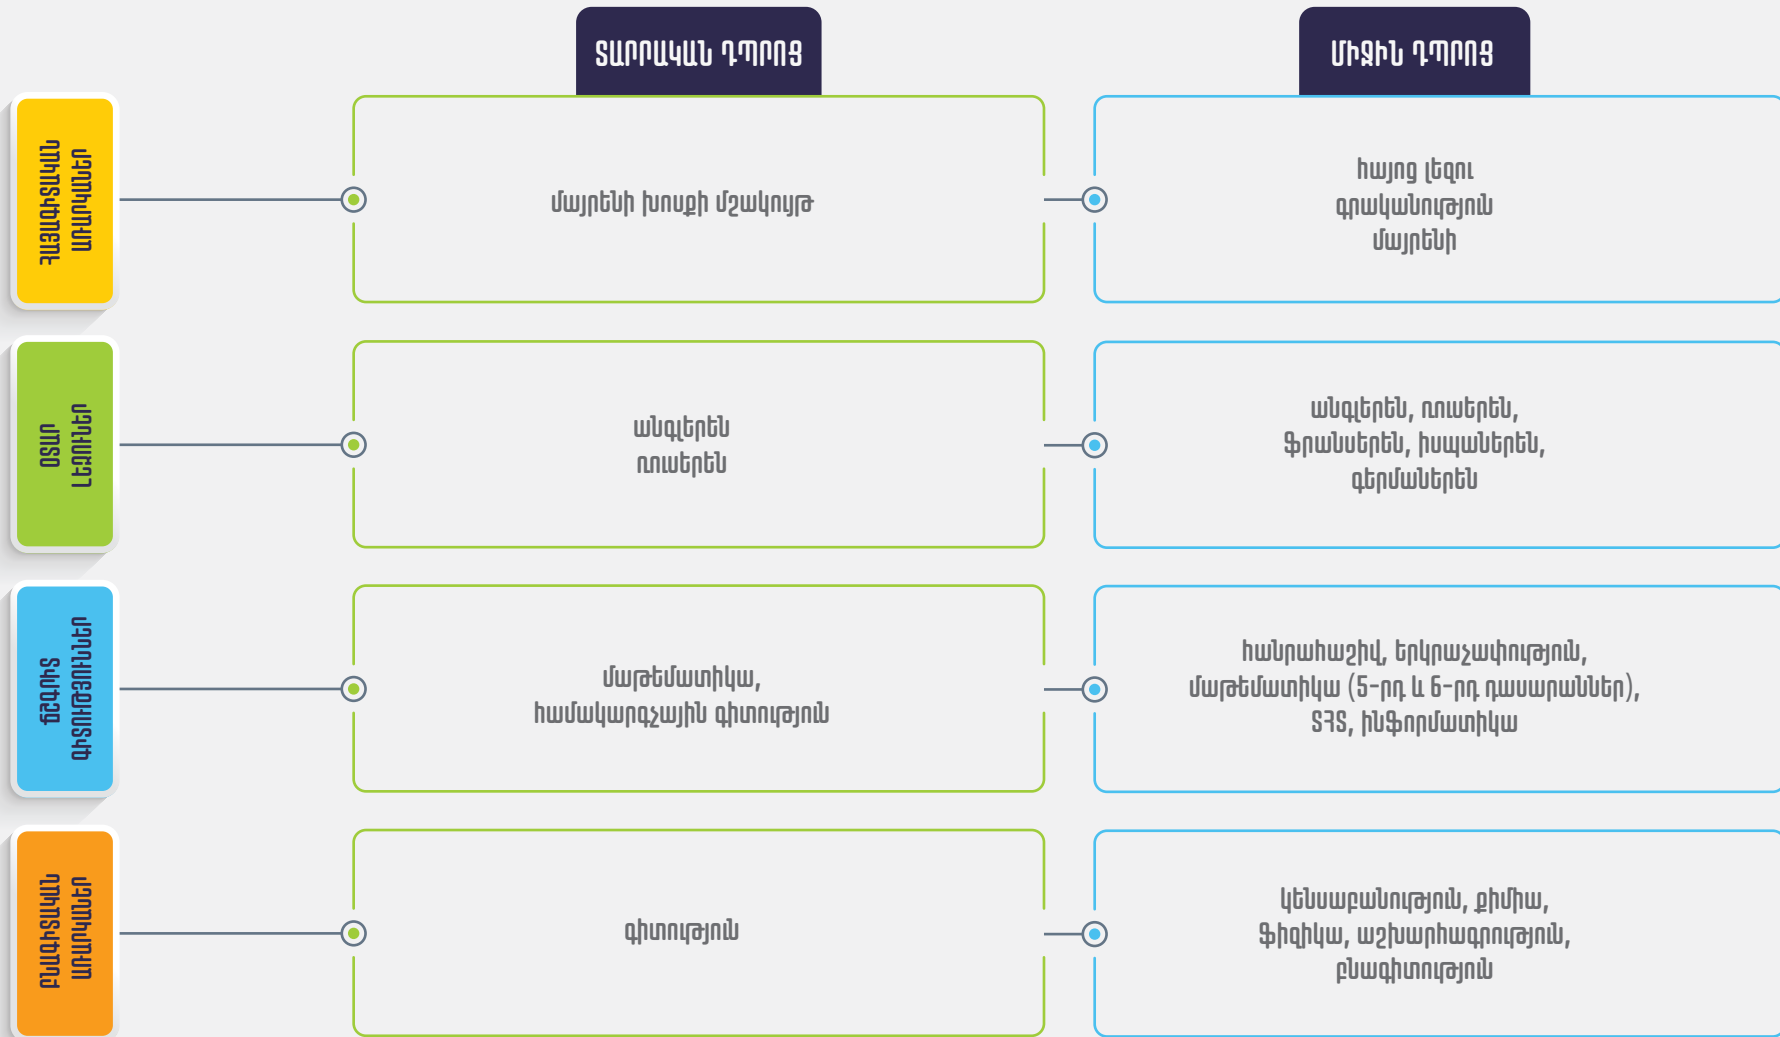 ՏԱՐՐԱԿԱՆ ԴՊՐՈՑ
ՄԻՋԻՆ ԴՊՐՈՑ
ՀԱՅԱԳԻՏԱԿԱՆ
ԱՌԱՐԿԱՆԵՐ
մայրենի խոսքի մշակույթ
հայոց լեզու
գրականություն
մայրենի
ՕՏԱՐ
ԼԵԶՈՒՆԵՐ
անգլերեն
ռուսերեն
անգլերեն, ռուսերեն,
ֆրանսերեն, իսպաներեն,
գերմաներեն
ՃՇԳՐԻՏ
ԳԻՏՈՒԹՅՈՒՆՆԵՐ
մաթեմատիկա,
համակարգչային գիտություն
հանրահաշիվ, երկրաչափություն,
մաթեմատիկա (5-րդ և 6-րդ դասարաններ),
ՏՀՏ, ինֆորմատիկա
ԲՆԱԳԻՏԱԿԱՆ
ԱՌԱՐԿԱՆԵՐ
գիտություն
կենսաբանություն, քիմիա,
ֆիզիկա, աշխարհագրություն,
բնագիտություն